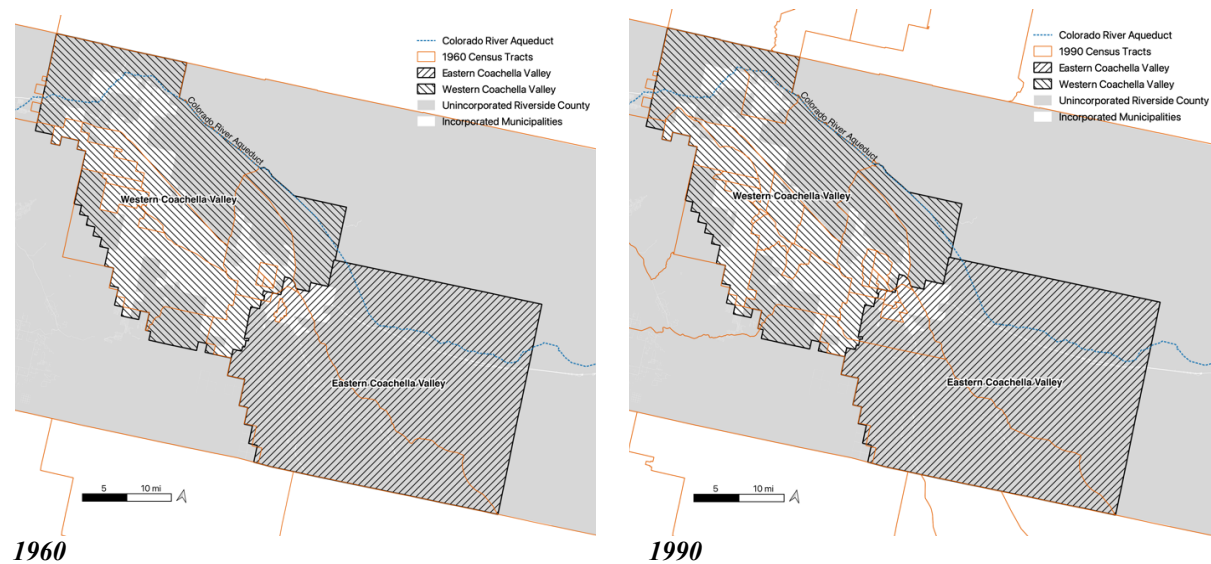 Colorado River Aqueduct
1960 Census Tracts
Eastern Coachella Valley
Western Coachella Valley
Unincorporated Riverside County
Incorporated Municipalities
Colorado River Aqueduct
Western Coachella Valley
Eastern Coachella Valley
5 10 mi
1960
Colorado River Aqueduct
1990 Census Tracts
Eastern Coachella Valley
Western Coachella Valley
Unincorporated Riverside County
Incorporated Municipalities
Colorado River Aqueduct
Western Coachella Valley
Eastern Coachella Valley
5 10 mi
1990